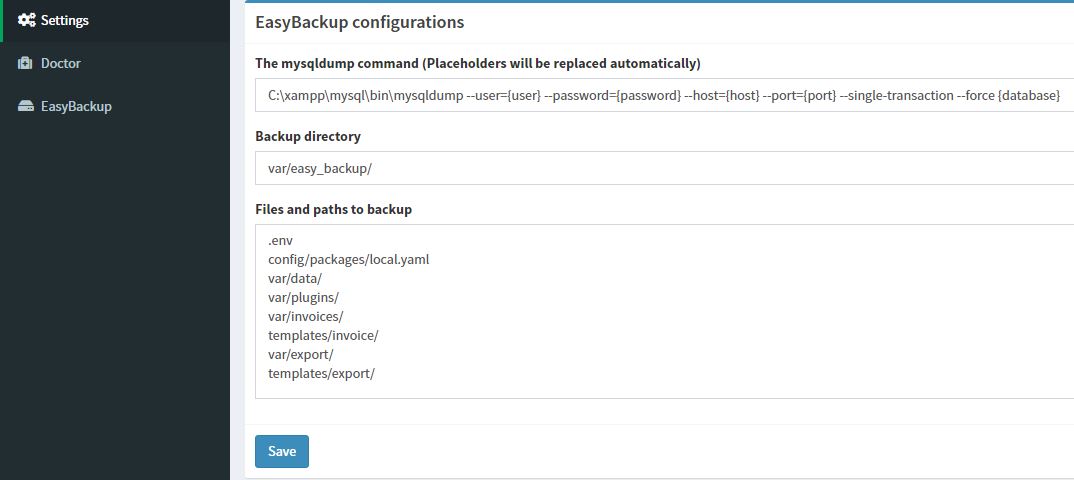 Settings
Doctor
EasyBackup
EasyBackup configurations
The mysqldump command (Placeholders will be replaced automatically)
C:\xampp\mysql\bin\mysqldump --user={user} --password={password} --host={host} --port={port} --single-transaction --force {database}
Backup directory
var/easy_backup/
Files and paths to backup
.env
config/packages/local.yaml
var/data/
var/plugins/
var/invoices/
templates/invoice/
var/export/
templates/export/
Save